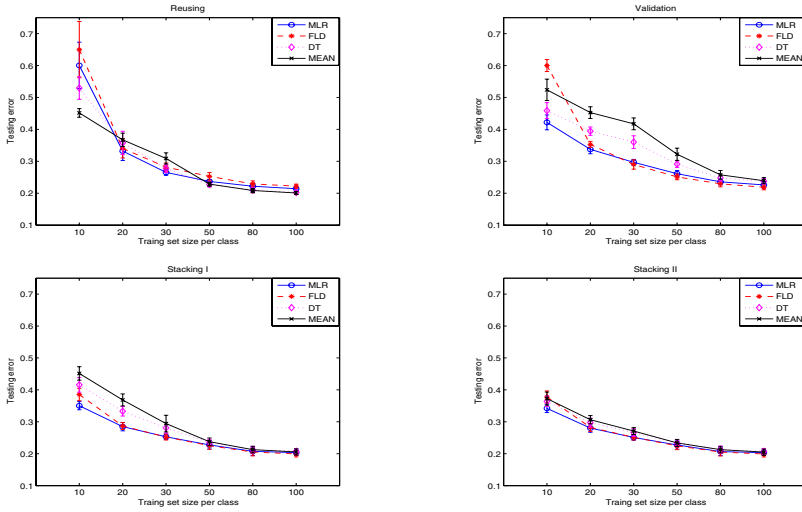 Reusing
0.7
0.6
0.5
0.4
0.3
0.2
0.1
Testing error
10 20 30 50 80 100
Traing set size per class
MLR
FLD
DT
MEAN
Validation
0.7
0.6
0.5
0.4
0.3
0.2
0.1
Testing error
10 20 30 50 80 100
Traing set size per class
MLR
FLD
DT
MEAN
Stacking I
0.7
0.6
0.5
0.4
0.3
0.2
0.1
Testing error
10 20 30 50 80 100
Traing set size per class
MLR
FLD
DT
MEAN
Stacking II
0.7
0.6
0.5
0.4
0.3
0.2
0.1
Testing error
10 20 30 50 80 100
Traing set size per class
MLR
FLD
DT
MEAN